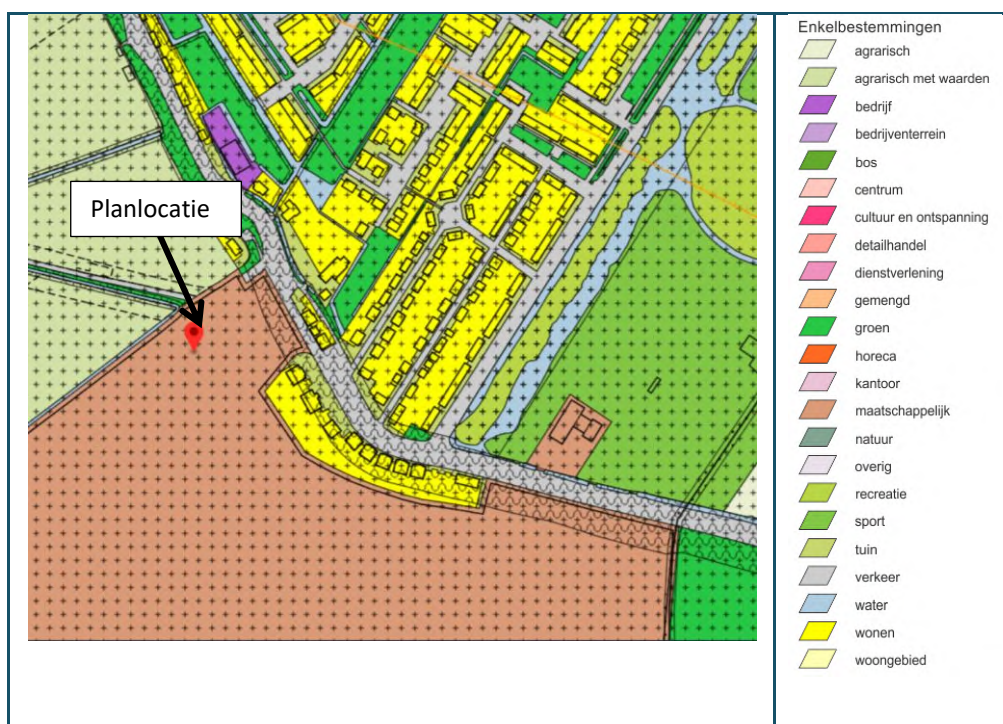 Planlocatie
Enkelbestemmingen
agrarisch
agrarisch met waarden
bedrijf
bedrijventerrein
bos
centrum
cultuur en ontspanning
detailhandel
dienstverlening
gemengd
groen
horeca
kantoor
maatschappelijk
natuur
overig
recreatie
sport
tuin
verkeer
water
wonen
woongebied